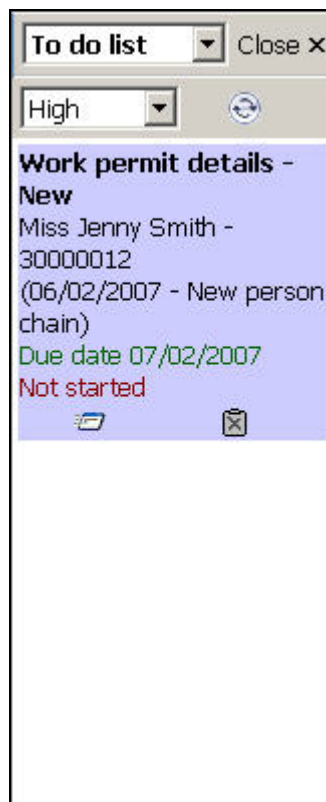 To do list Close ×
High
Work permit details -
New
Miss Jenny Smith -
30000012
(06/02/2007 - New person
chain)
Due date 07/02/2007
Not started